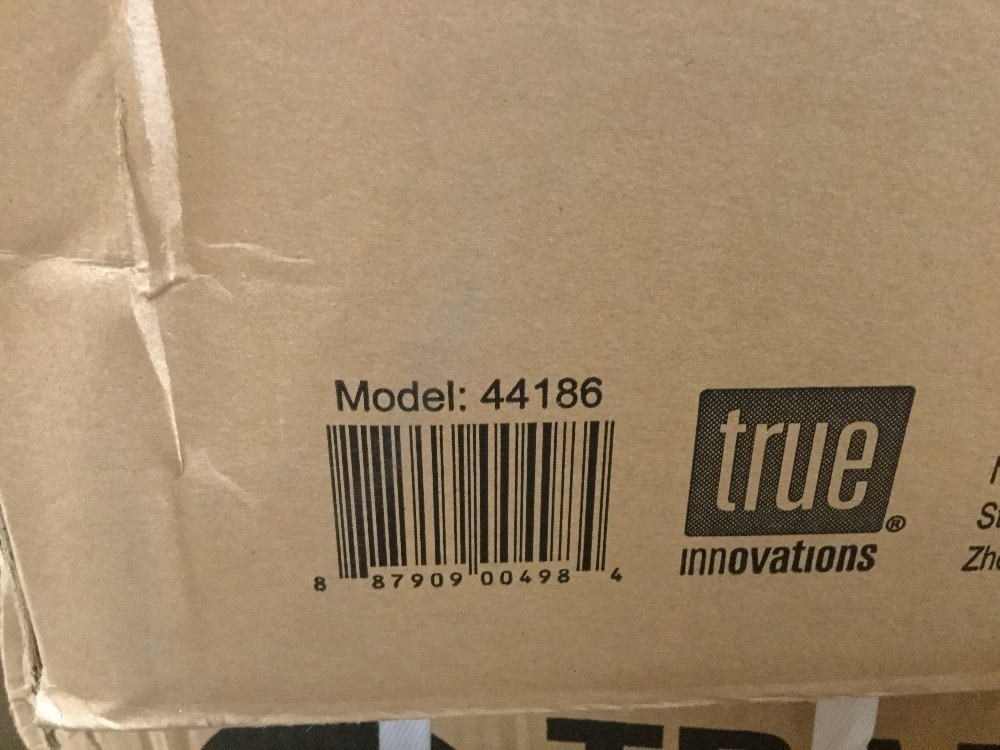 Model: 44186
8 87909 00498 4
true®
innovations